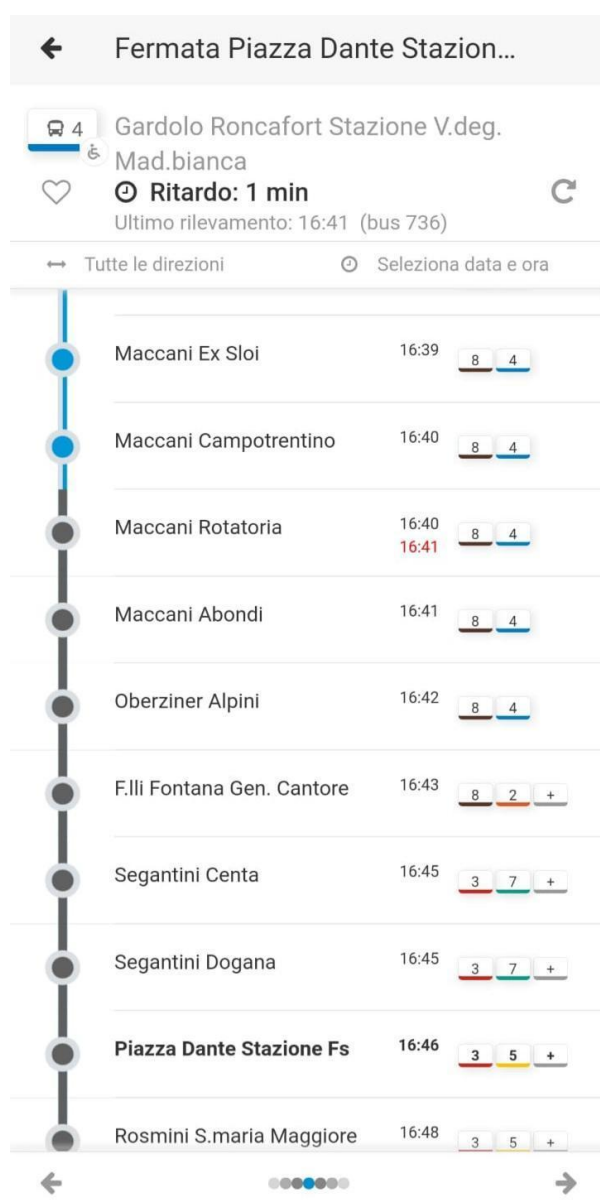 Fermata Piazza Dante Stazion...
4
Gardolo Roncafort Stazione V.deg.
Mad.bianca
Ritardo: 1 min
Ultimo rilevamento: 16:41 (bus 736)
Tutte le direzioni Seleziona data e ora
Maccani Ex Sloi 16:39 8 4
Maccani Campotrentino 16:40 8 4
Maccani Rotatoria 16:40 8 4
16:41
Maccani Abondi 16:41 8 4
Oberziner Alpini 16:42 8 4
F.lli Fontana Gen. Cantore 16:43 8 2 +
Segantini Centa 16:45 3 7 +
Segantini Dogana 16:45 3 7 +
Piazza Dante Stazione Fs 16:46 3 5 +
Rosmini S.maria Maggiore 16:48 3 5 +